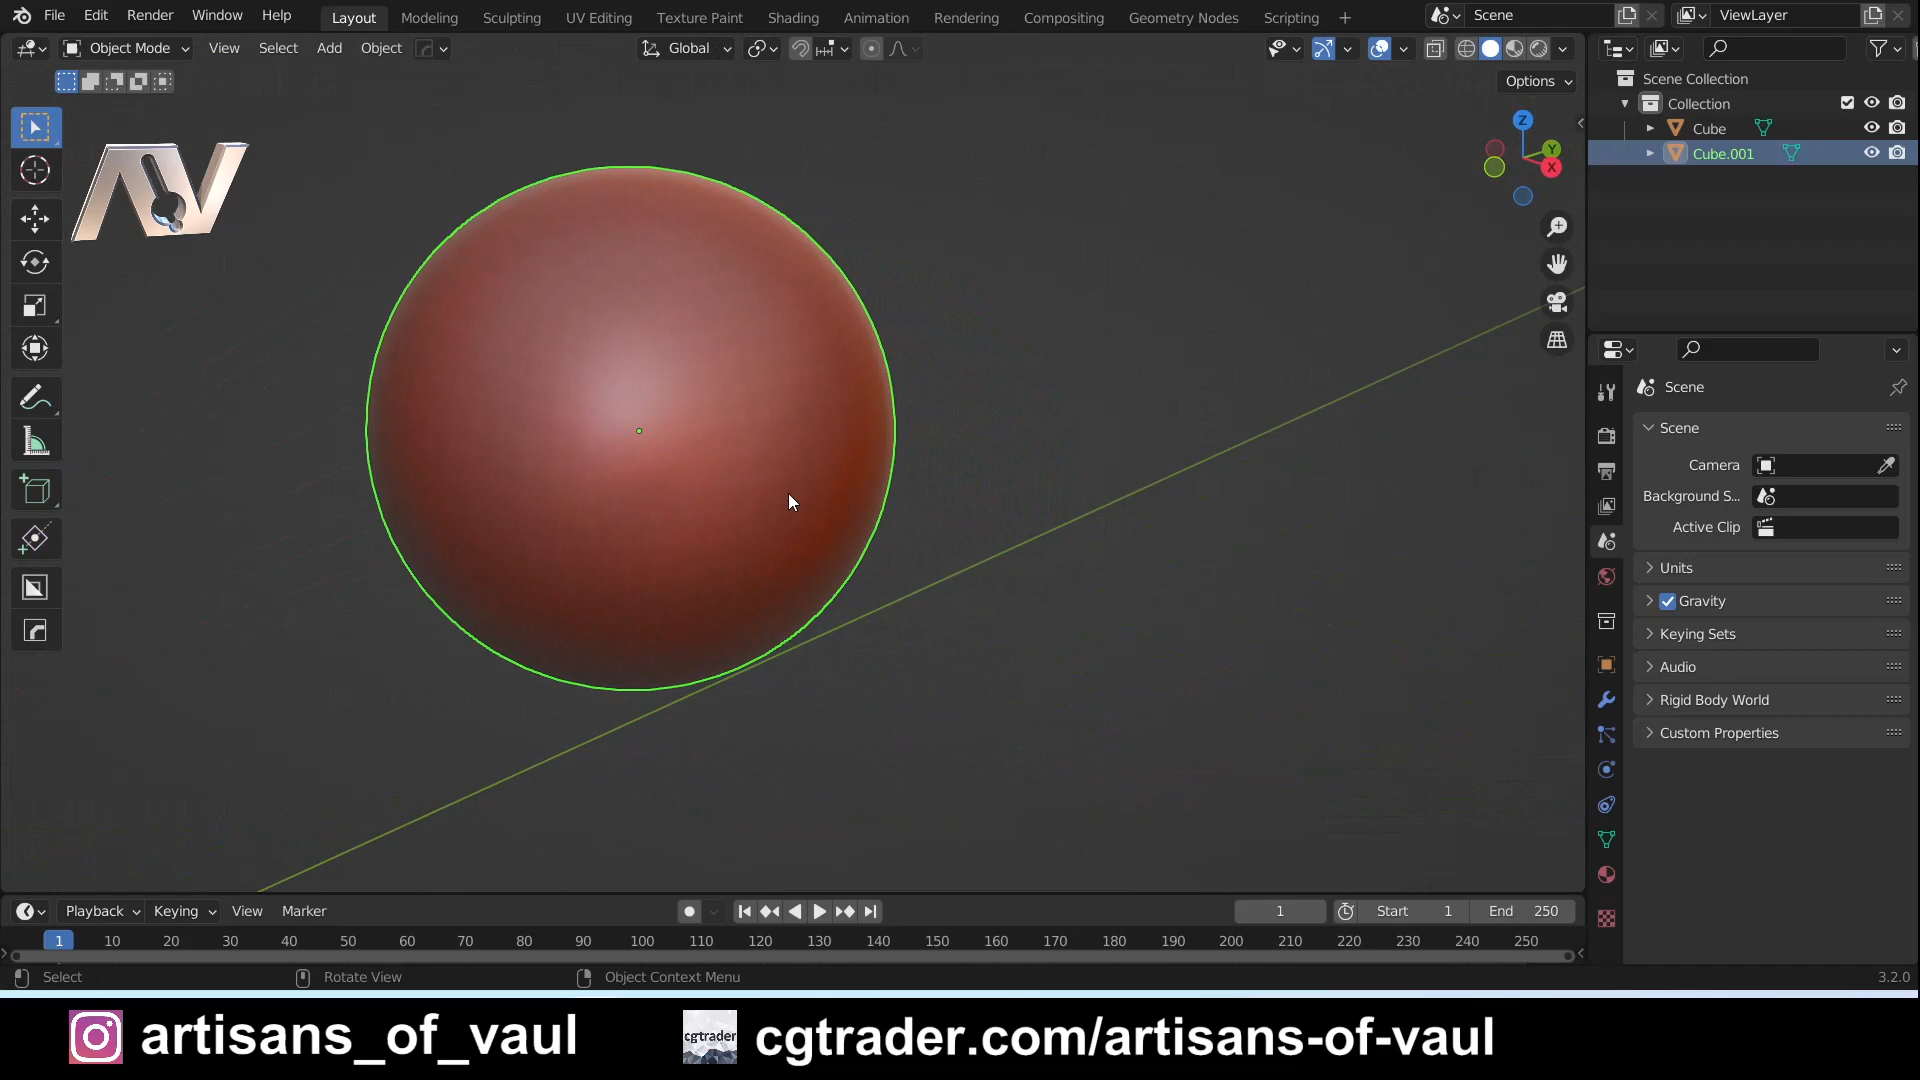 File Edit Render Window Help Layout Modeling Sculpting UV Editing Texture Paint Shading Animation Rendering Compositing Geometry Nodes Scripting + Scene ViewLayer
Object Mode View Select Add Object Global
Options
Scene Collection
Collection
Cube
Cube.001
Z
Y
X
AV
Scene
Scene
Camera
Background S...
Active Clip
Units
Gravity
Keying Sets
Audio
Rigid Body World
Custom Properties
Playback Keying View Marker 1 Start 1 End 250
1 10 20 30 40 50 60 70 80 90 100 110 120 130 140 150 160 170 180 190 200 210 220 230 240 250
Select Rotate View Object Context Menu 3.2.0
artisans_of_vaul cgtrader cgtrader.com/artisans-of-vaul